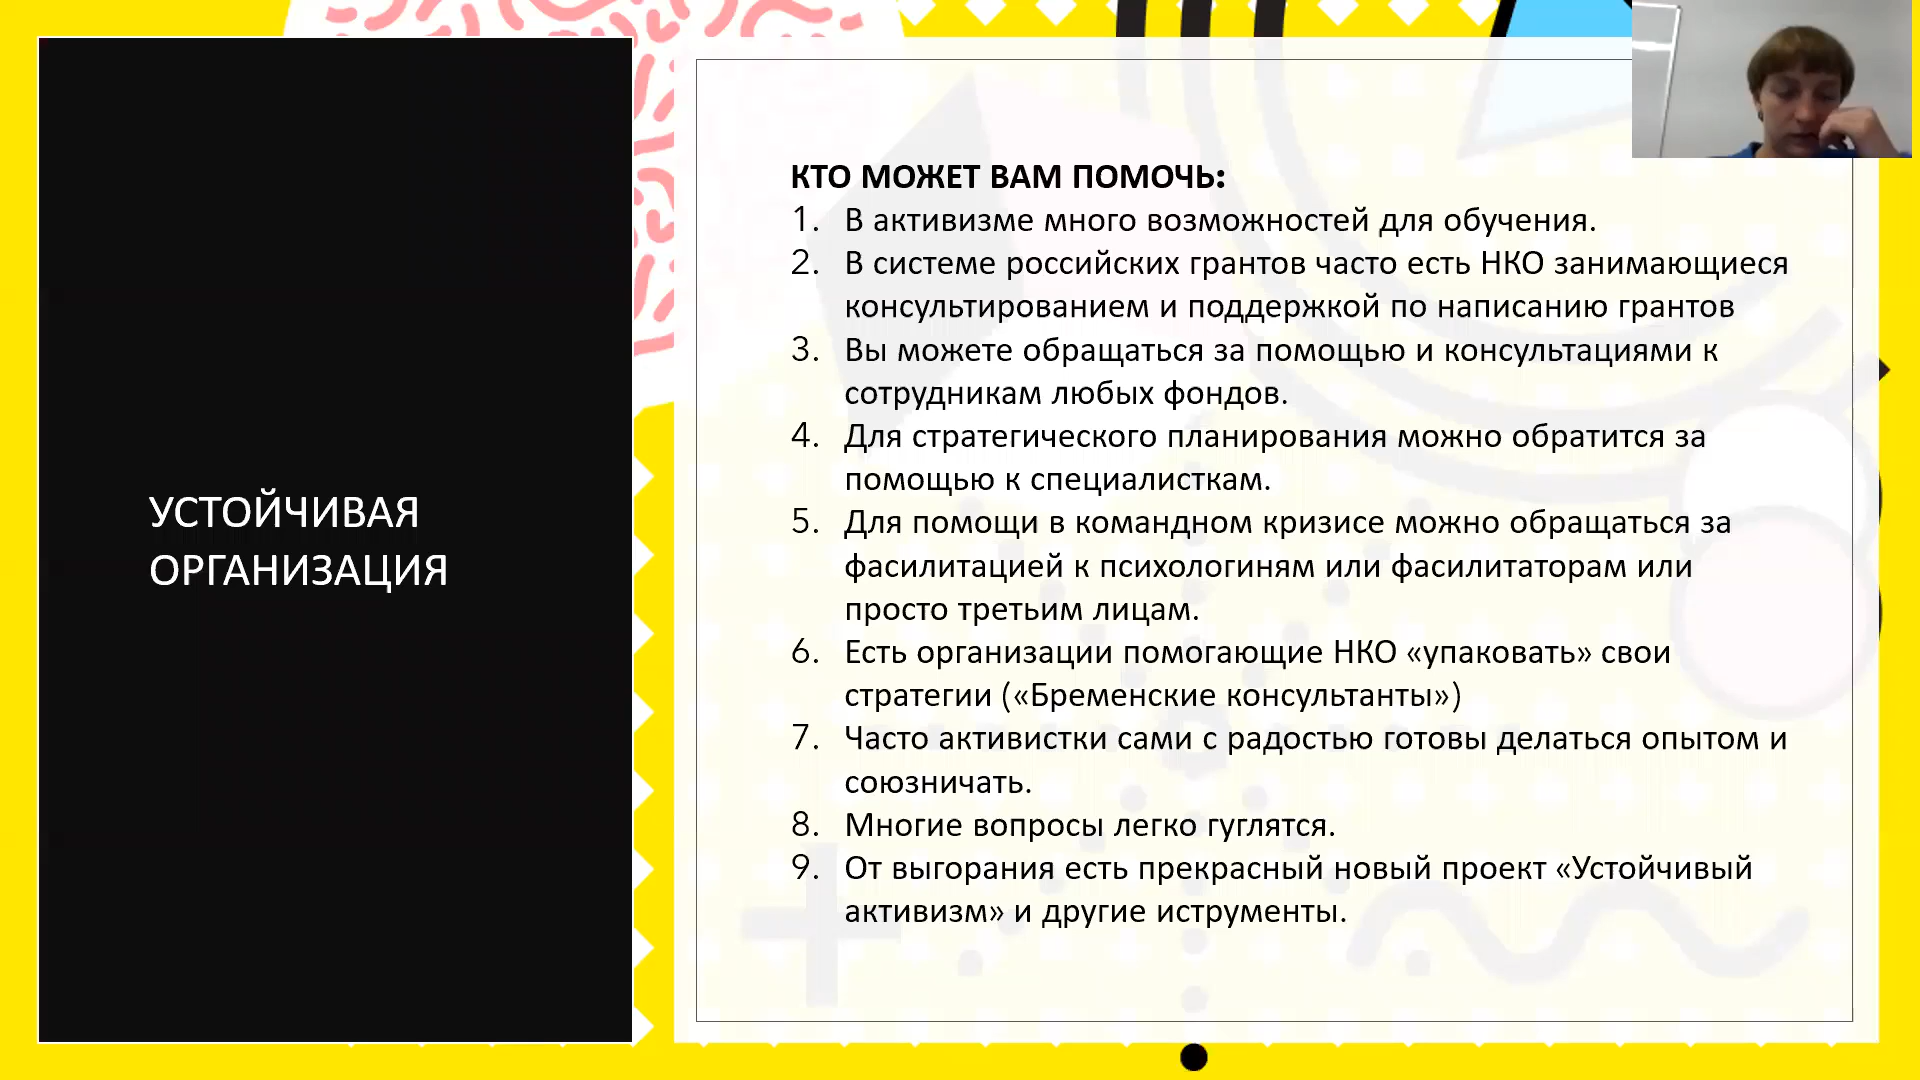 УСТОЙЧИВАЯ
ОРГАНИЗАЦИЯ
КТО МОЖЕТ ВАМ ПОМОЧЬ:
1. В активизме много возможностей для обучения.
2. В системе российских грантов часто есть НКО занимающиеся
консультированием и поддержкой по написанию грантов
3. Вы можете обращаться за помощью и консультациями к
сотрудникам любых фондов.
4. Для стратегического планирования можно обратится за
помощью к специалисткам.
5. Для помощи в командном кризисе можно обращаться за
фасилитацией к психологиням или фасилитаторам или
просто третьим лицам.
6. Есть организации помогающие НКО «упаковать» свои
стратегии («Бременские консультанты»)
7. Часто активистки сами с радостью готовы делаться опытом и
союзничать.
8. Многие вопросы легко гуглятся.
9. От выгорания есть прекрасный новый проект «Устойчивый
активизм» и другие иструменты.